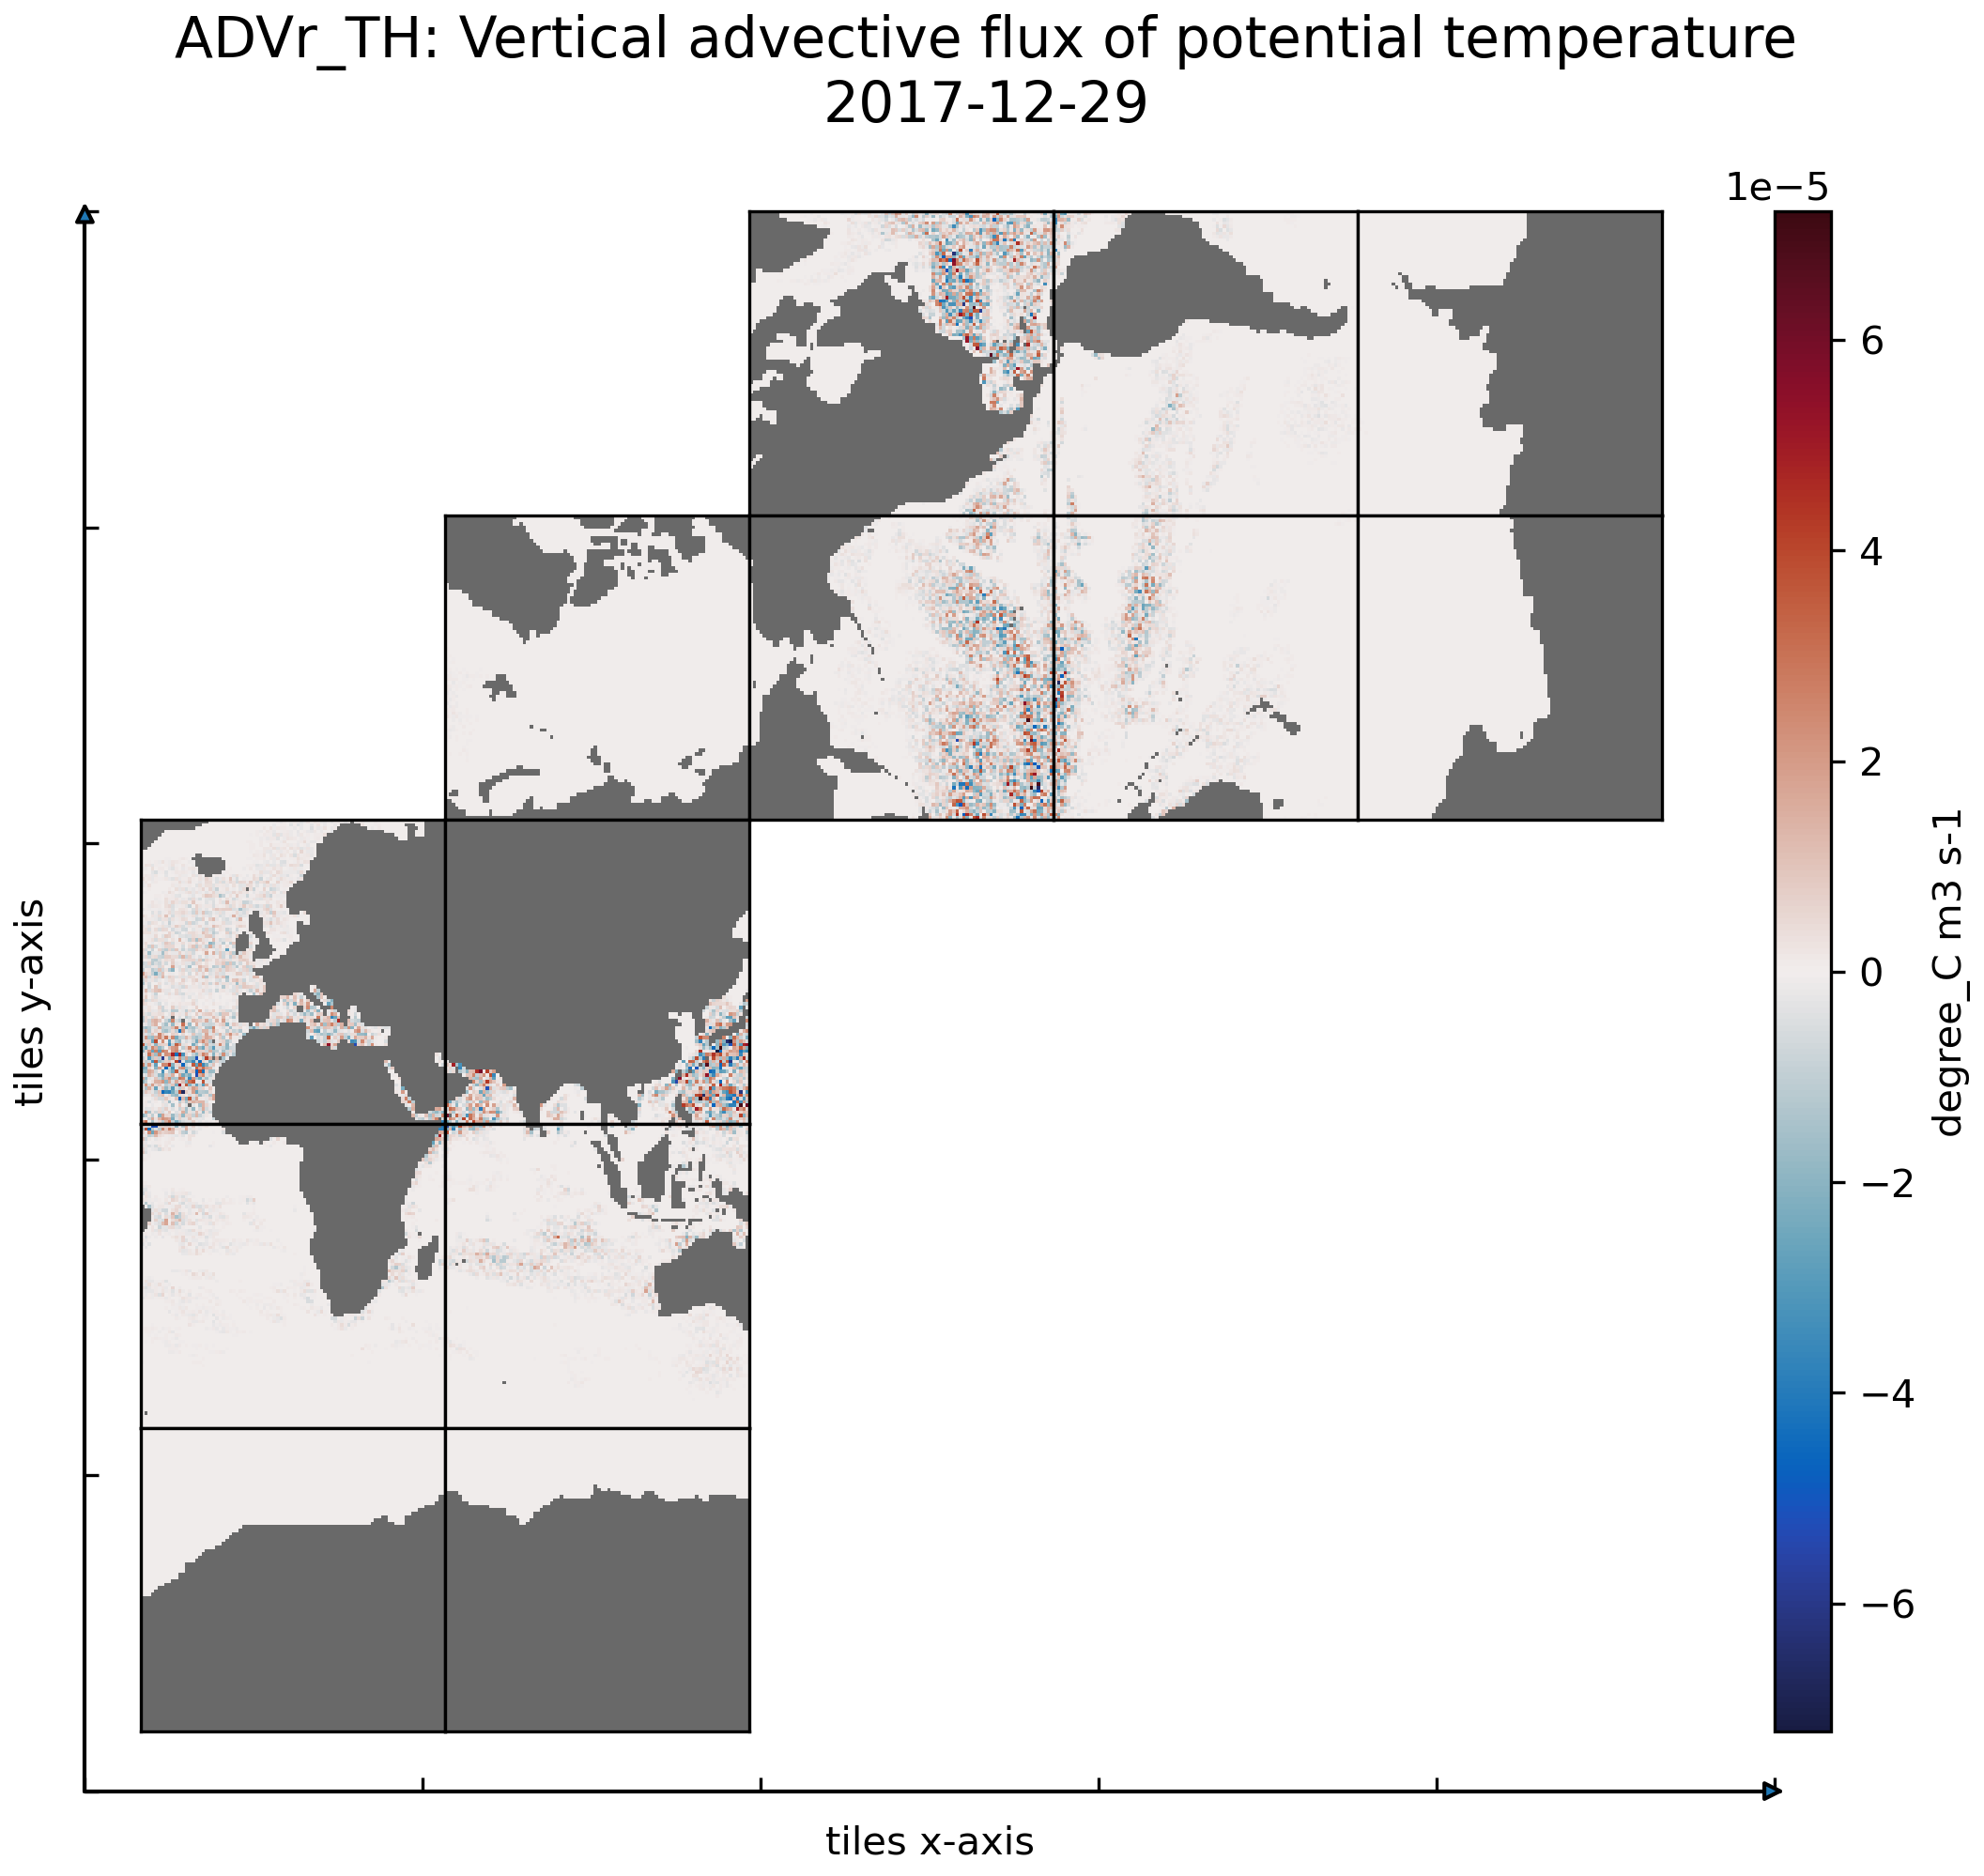 ADVr_TH: Vertical advective flux of potential temperature
2017-12-29
1e−5
6
4
2
0
−2
−4
−6
degree_C m3 s-1
tiles y-axis
tiles x-axis